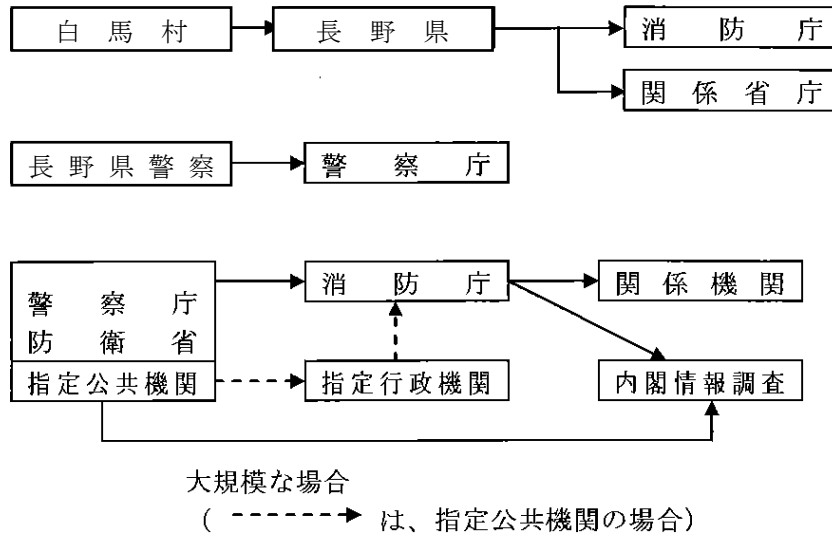 白馬村 長野県 消防庁
関係省庁
長野県警察 警察庁
警察庁 消防庁 関係機関
防衛省
指定公共機関 指定行政機関 内閣情報調査
大規模な場合
( は、指定公共機関の場合)